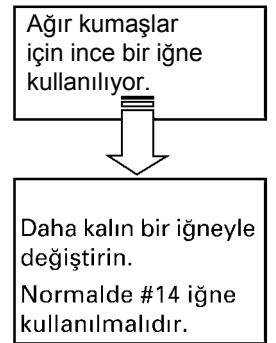 Ağır kumaşlar
için ince bir iğne
kullanılıyor.
Daha kalın bir iğneyle
değiştirin.
Normalde #14 iğne
kullanılmalıdır.